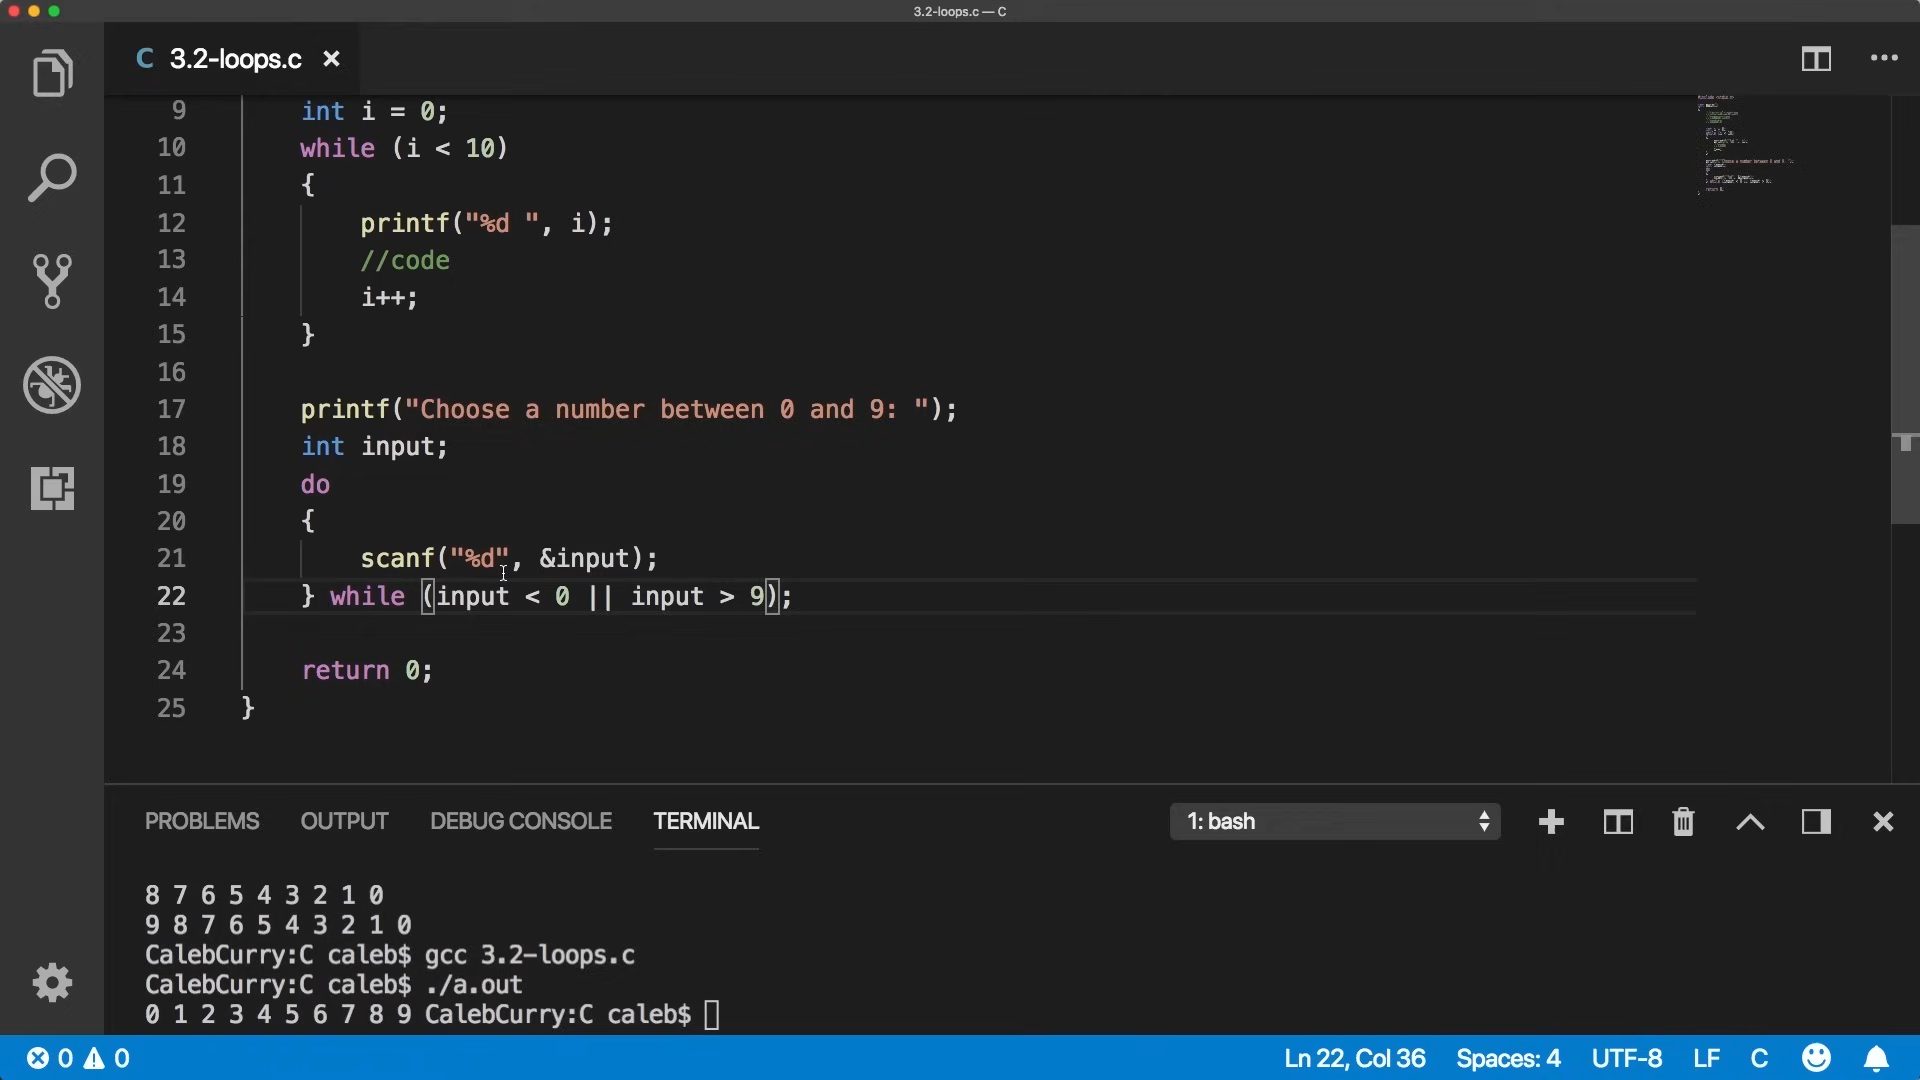 3.2-loops.c — C
C 3.2-loops.c ×
9 int i = 0;
10 while (i < 10)
11 {
12 printf("%d ", i);
13 //code
14 i++;
15 }
16
17 printf("Choose a number between 0 and 9: ");
18 int input;
19 do
20 {
21 scanf("%d", &input);
22 } while (input < 0 || input > 9);
23
24 return 0;
25 }
PROBLEMS OUTPUT DEBUG CONSOLE TERMINAL 1: bash
8 7 6 5 4 3 2 1 0
9 8 7 6 5 4 3 2 1 0
CalebCurry:C caleb$ gcc 3.2-loops.c
CalebCurry:C caleb$ ./a.out
0 1 2 3 4 5 6 7 8 9 CalebCurry:C caleb$
0 0 Ln 22, Col 36 Spaces: 4 UTF-8 LF C